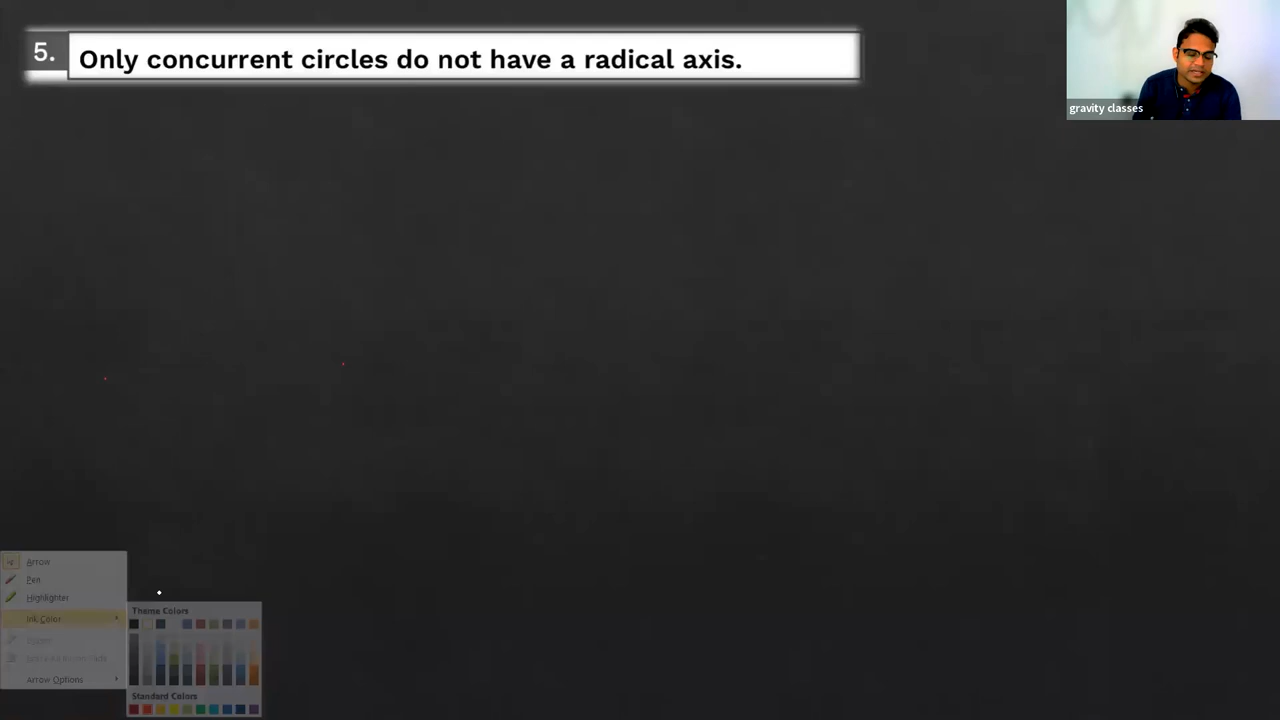 5.
Only concurrent circles do not have a radical axis.
gravity classes
Arrow
Pen
Highlighter
Ink Color
Arrow Options
Theme Colors
Standard Colors